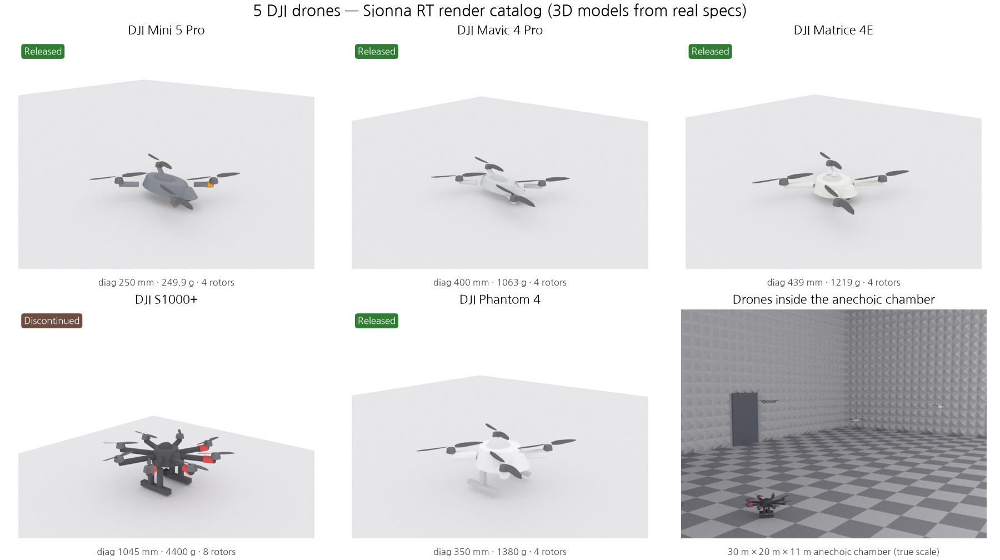 5 DJI drones — Sionna RT render catalog (3D models from real specs)
DJI Mini 5 Pro
Released
diag 250 mm · 249.9 g · 4 rotors
DJI Mavic 4 Pro
Released
diag 400 mm · 1063 g · 4 rotors
DJI Matrice 4E
Released
diag 439 mm · 1219 g · 4 rotors
DJI S1000+
Discontinued
diag 1045 mm · 4400 g · 8 rotors
DJI Phantom 4
Released
diag 350 mm · 1380 g · 4 rotors
Drones inside the anechoic chamber
30 m × 20 m × 11 m anechoic chamber (true scale)